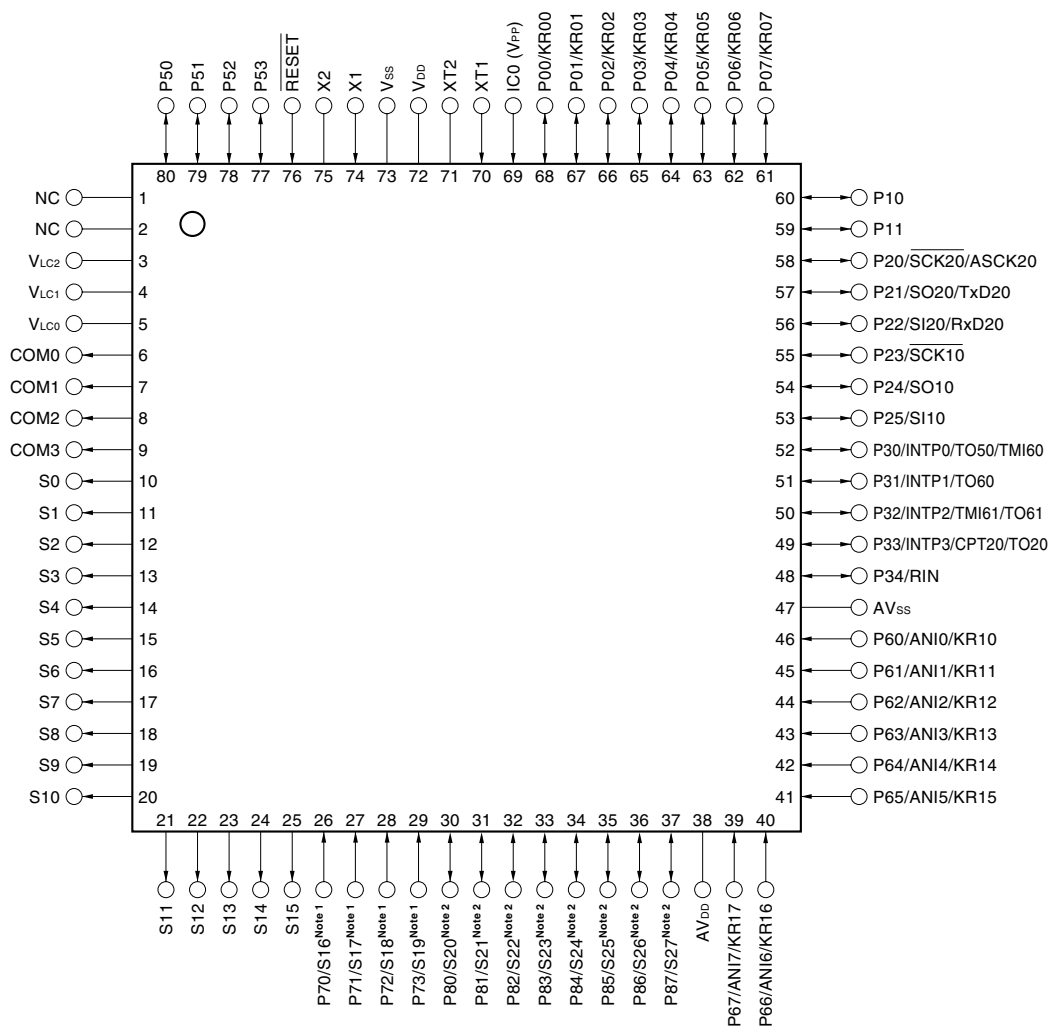 P50
P51
P52
P53
RESET
X2
X1
VSS
VDD
XT2
XT1
IC0 (VPP)
P00/KR00
P01/KR01
P02/KR02
P03/KR03
P04/KR04
P05/KR05
P06/KR06
P07/KR07
80 79 78 77 76 75 74 73 72 71 70 69 68 67 66 65 64 63 62 61
NC 1
NC 2
VLC2 3
VLC1 4
VLC0 5
COM0 6
COM1 7
COM2 8
COM3 9
S0 10
S1 11
S2 12
S3 13
S4 14
S5 15
S6 16
S7 17
S8 18
S9 19
S10 20
60 P10
59 P11
58 P20/SCK20/ASCK20
57 P21/SO20/TxD20
56 P22/SI20/RxD20
55 P23/SCK10
54 P24/SO10
53 P25/SI10
52 P30/INTP0/TO50/TMI60
51 P31/INTP1/TO60
50 P32/INTP2/TMI61/TO61
49 P33/INTP3/CPT20/TO20
48 P34/RIN
47 AVSS
46 P60/ANI0/KR10
45 P61/ANI1/KR11
44 P62/ANI2/KR12
43 P63/ANI3/KR13
42 P64/ANI4/KR14
41 P65/ANI5/KR15
21 22 23 24 25 26 27 28 29 30 31 32 33 34 35 36 37 38 39 40
S11
S12
S13
S14
S15
P70/S16Note 1
P71/S17Note 1
P72/S18Note 1
P73/S19Note 1
P80/S20Note 2
P81/S21Note 2
P82/S22Note 2
P83/S23Note 2
P84/S24Note 2
P85/S25Note 2
P86/S26Note 2
P87/S27Note 2
AVDD
P67/ANI7/KR17
P66/ANI6/KR16